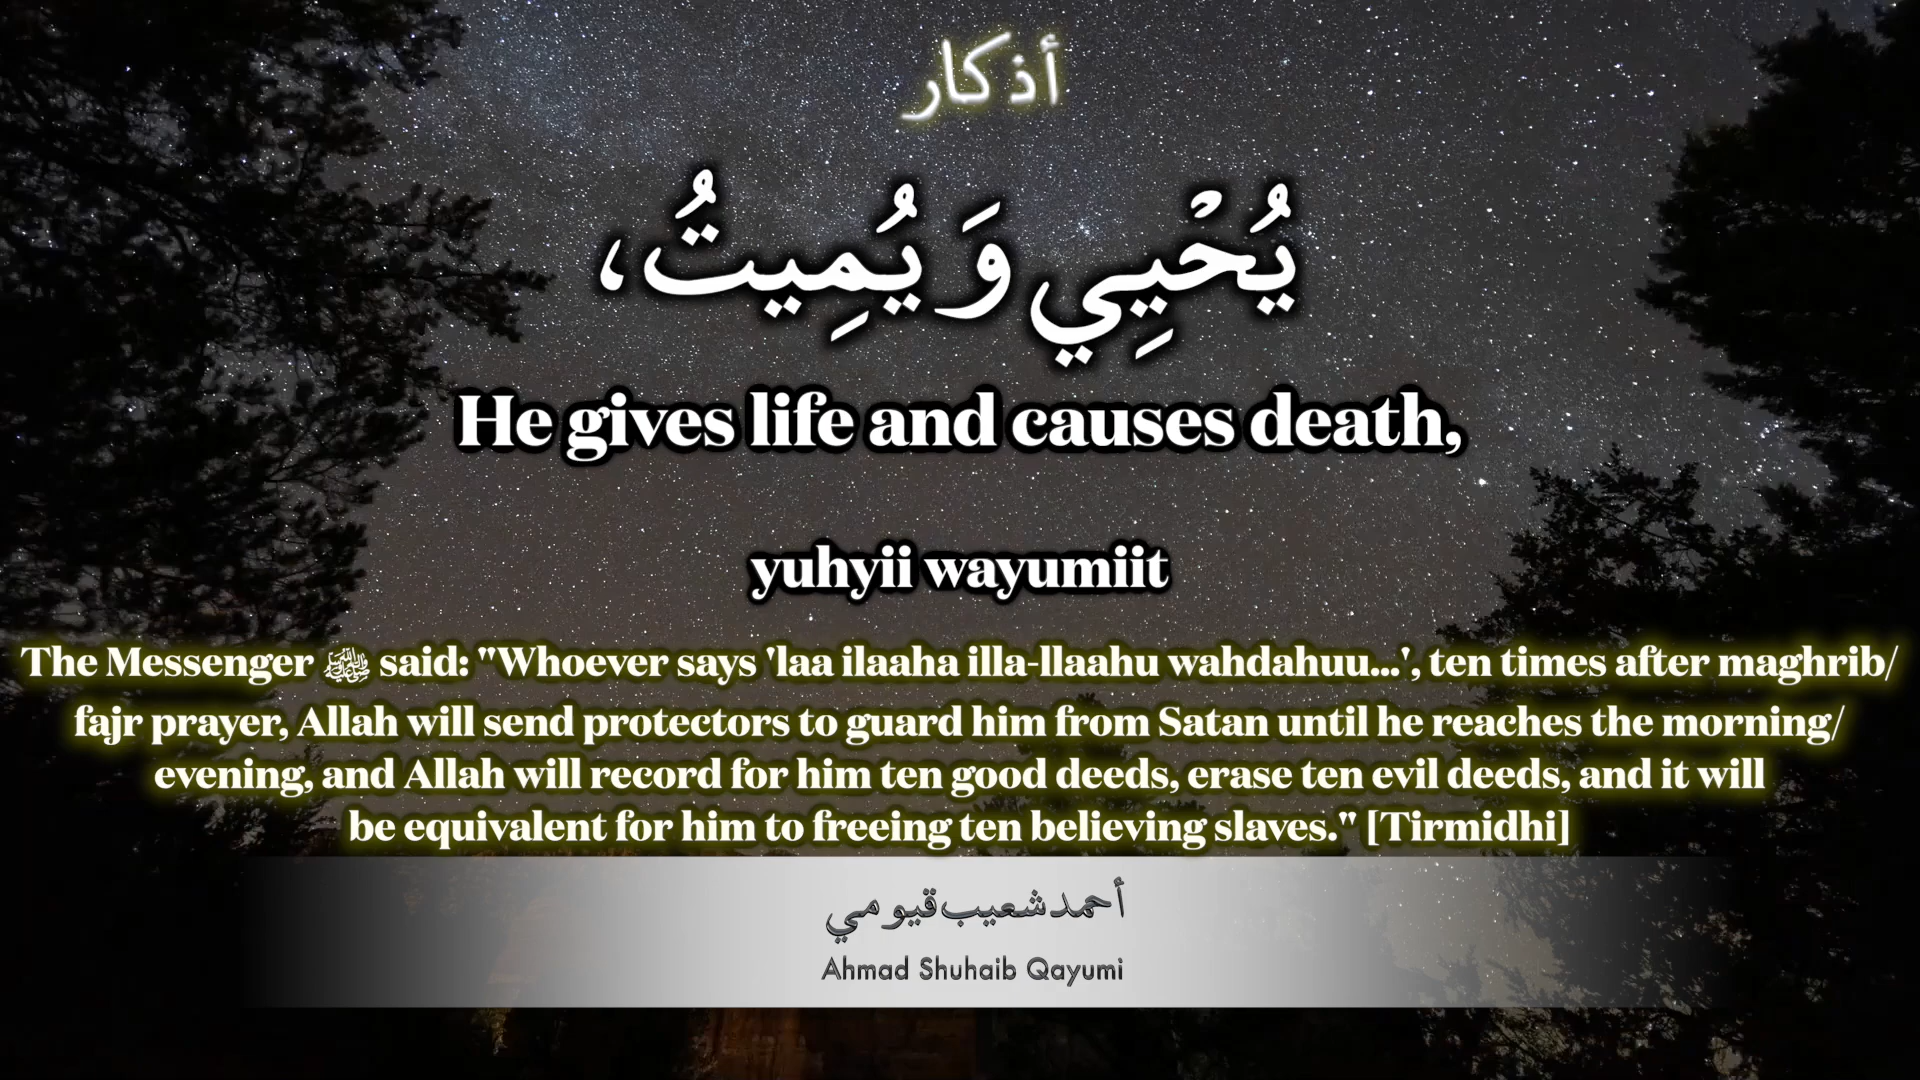 أذكار
يُحْيِي وَ يُمِيتُ،
He gives life and causes death,
yuhyii wayumiit
The Messenger ﷺ said: "Whoever says 'laa ilaaha illa-llaahu wahdahuu...', ten times after maghrib/
fajr prayer, Allah will send protectors to guard him from Satan until he reaches the morning/
evening, and Allah will record for him ten good deeds, erase ten evil deeds, and it will
be equivalent for him to freeing ten believing slaves." [Tirmidhi]
أحمد شعيب قيومي
Ahmad Shuhaib Qayumi